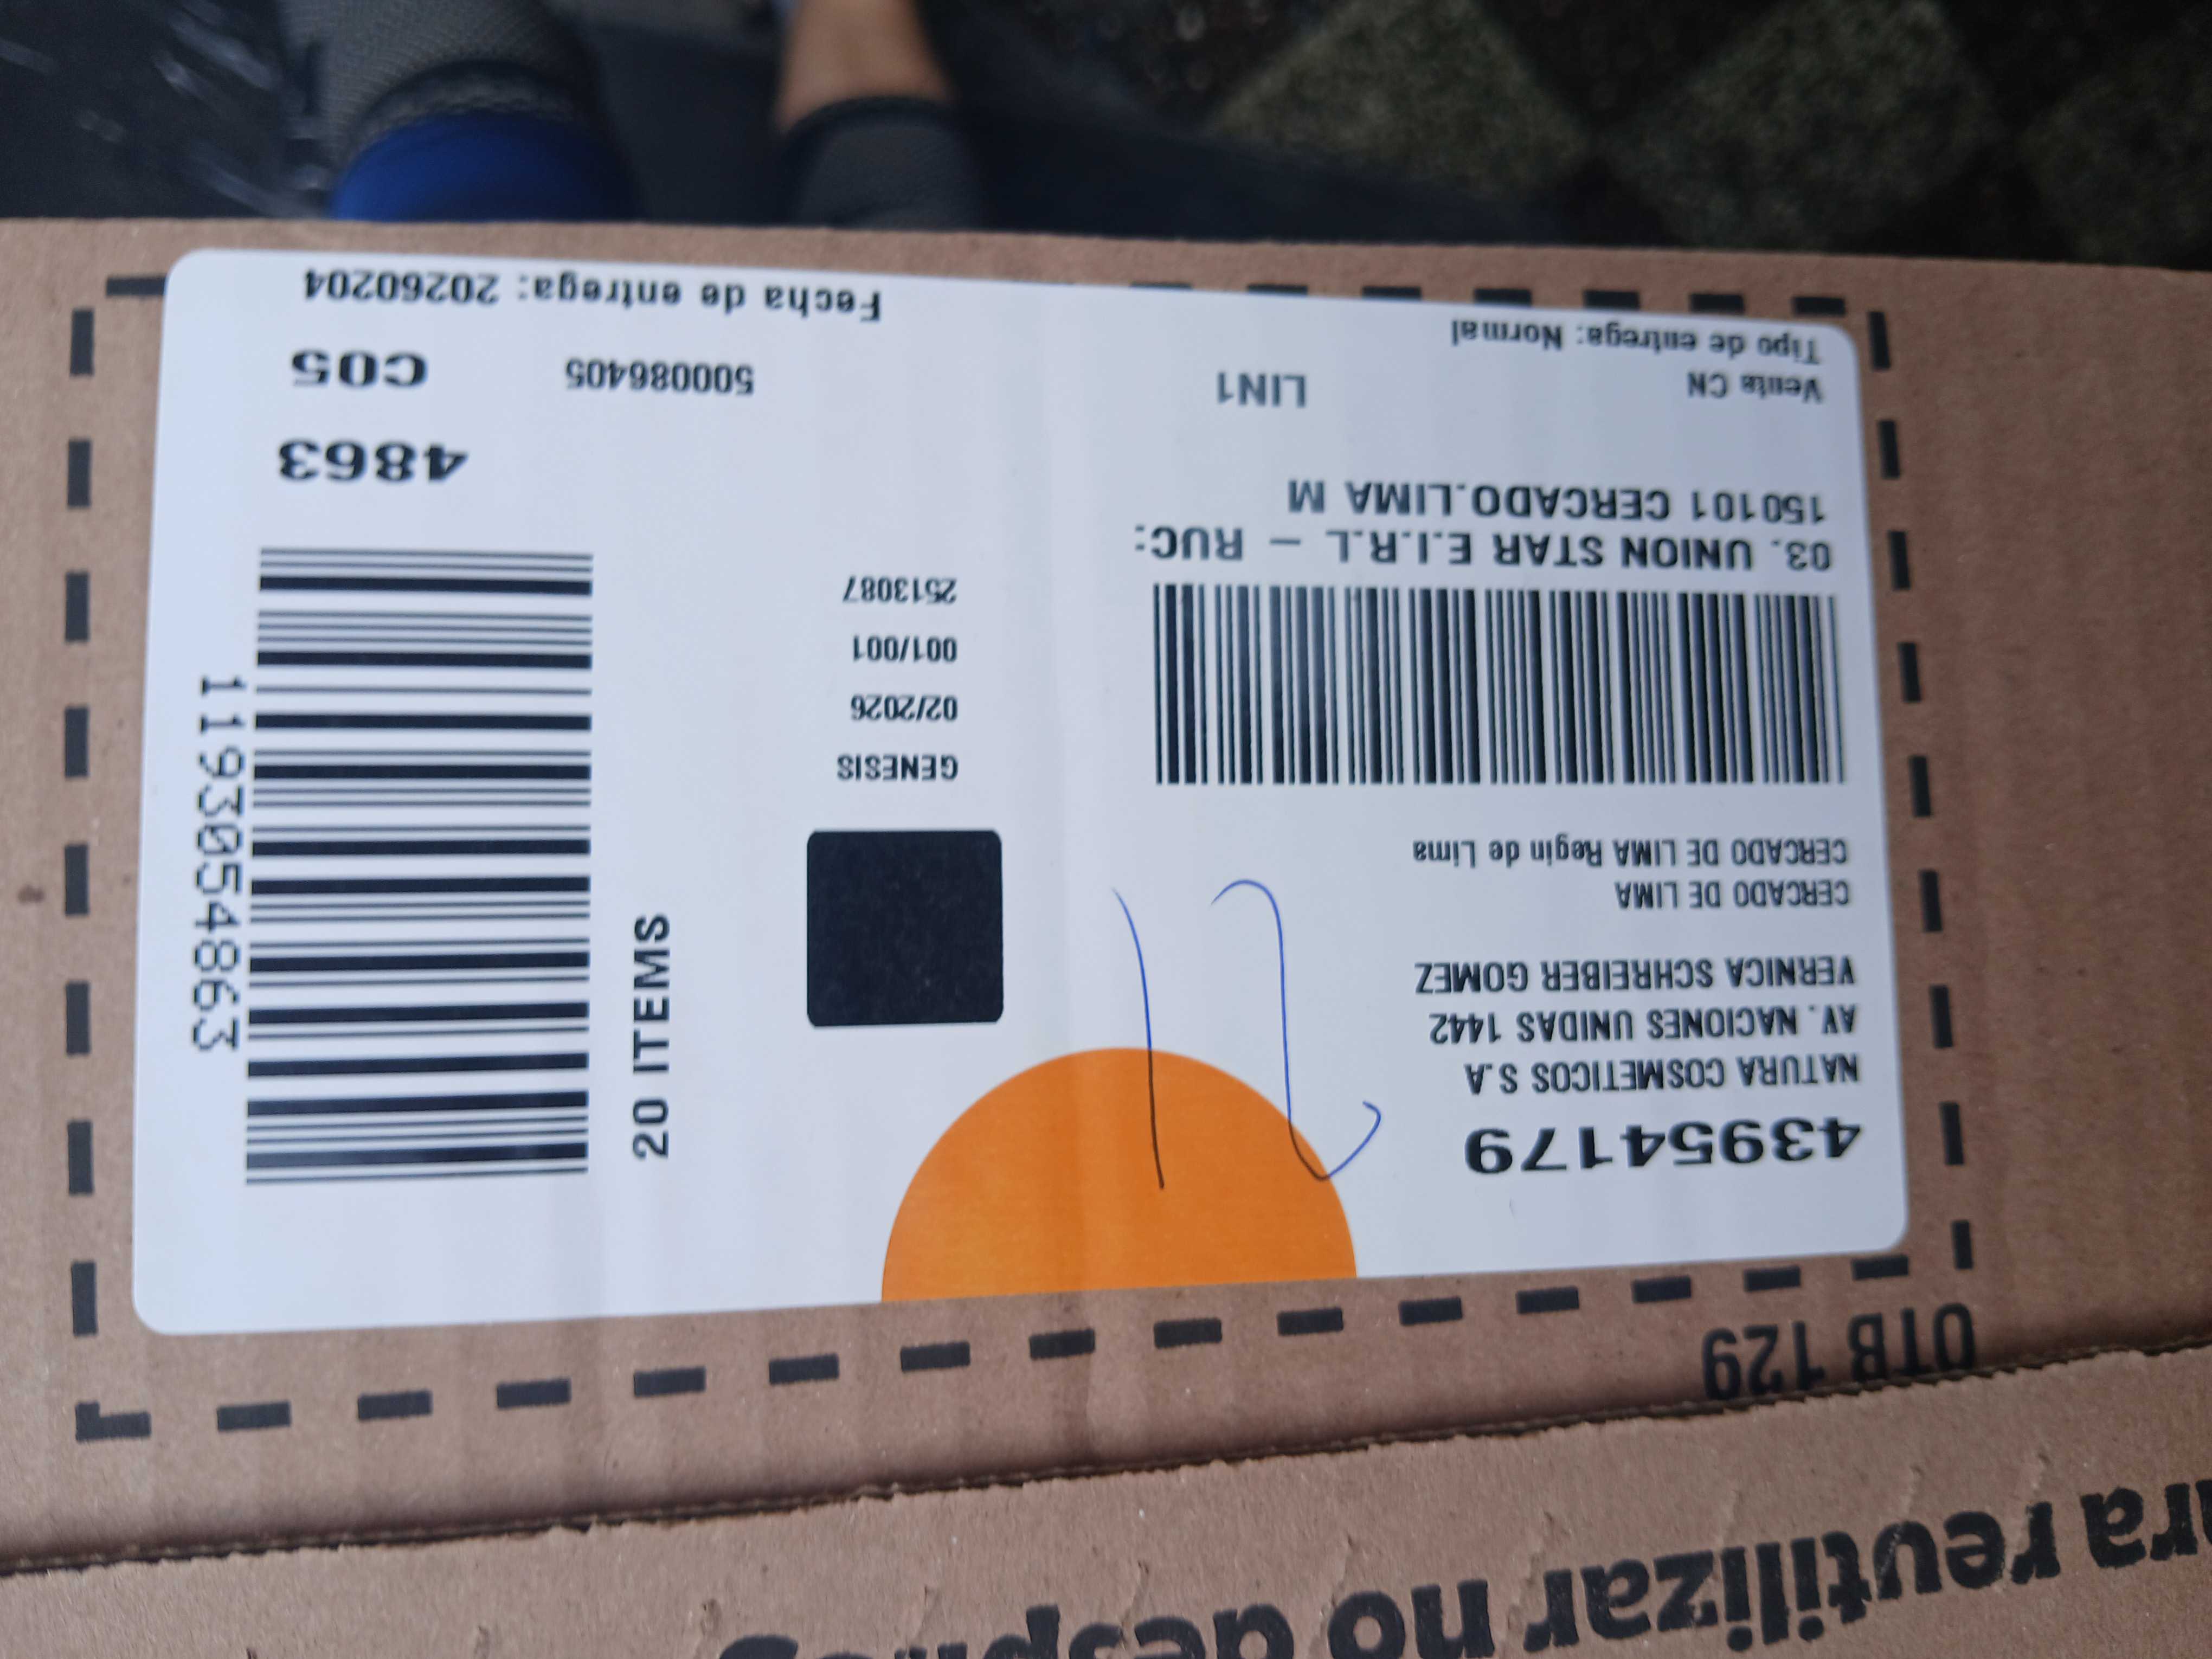 OTB 129
43954179
NATURA COSMETICOS S.A
AV. NACIONES UNIDAS 1442
VERNICA SCHREIBER GOMEZ
CERCADO DE LIMA
CERCADO DE LIMA Regin de Lima
03. UNION STAR E.I.R.L - RUC:
150101 CERCADO.LIMA M
Venta CN
LIN1
Tipo de entrega: Normal
GENESIS
02/2026
001/001
2513087
20 ITEMS
1193054863
4863
500086405
C05
Fecha de entrega: 20260204
reutilizar no